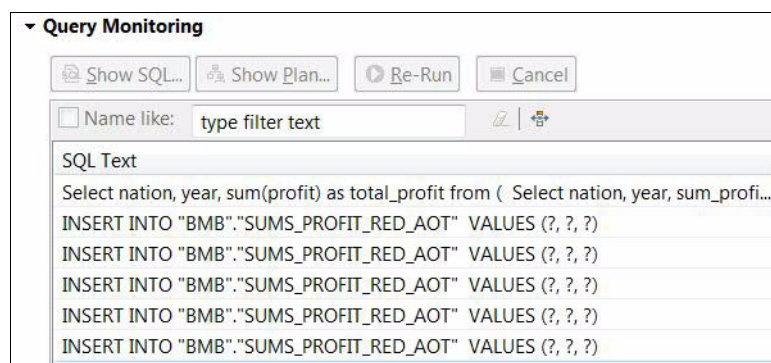 Query Monitoring
Show SQL... Show Plan... Re-Run Cancel
Name like: type filter text
SQL Text
Select nation, year, sum(profit) as total_profit from (  Select nation, year, sum_profi...
INSERT INTO "BMB"."SUMS_PROFIT_RED_AOT"  VALUES (?, ?, ?)
INSERT INTO "BMB"."SUMS_PROFIT_RED_AOT"  VALUES (?, ?, ?)
INSERT INTO "BMB"."SUMS_PROFIT_RED_AOT"  VALUES (?, ?, ?)
INSERT INTO "BMB"."SUMS_PROFIT_RED_AOT"  VALUES (?, ?, ?)
INSERT INTO "BMB"."SUMS_PROFIT_RED_AOT"  VALUES (?, ?, ?)